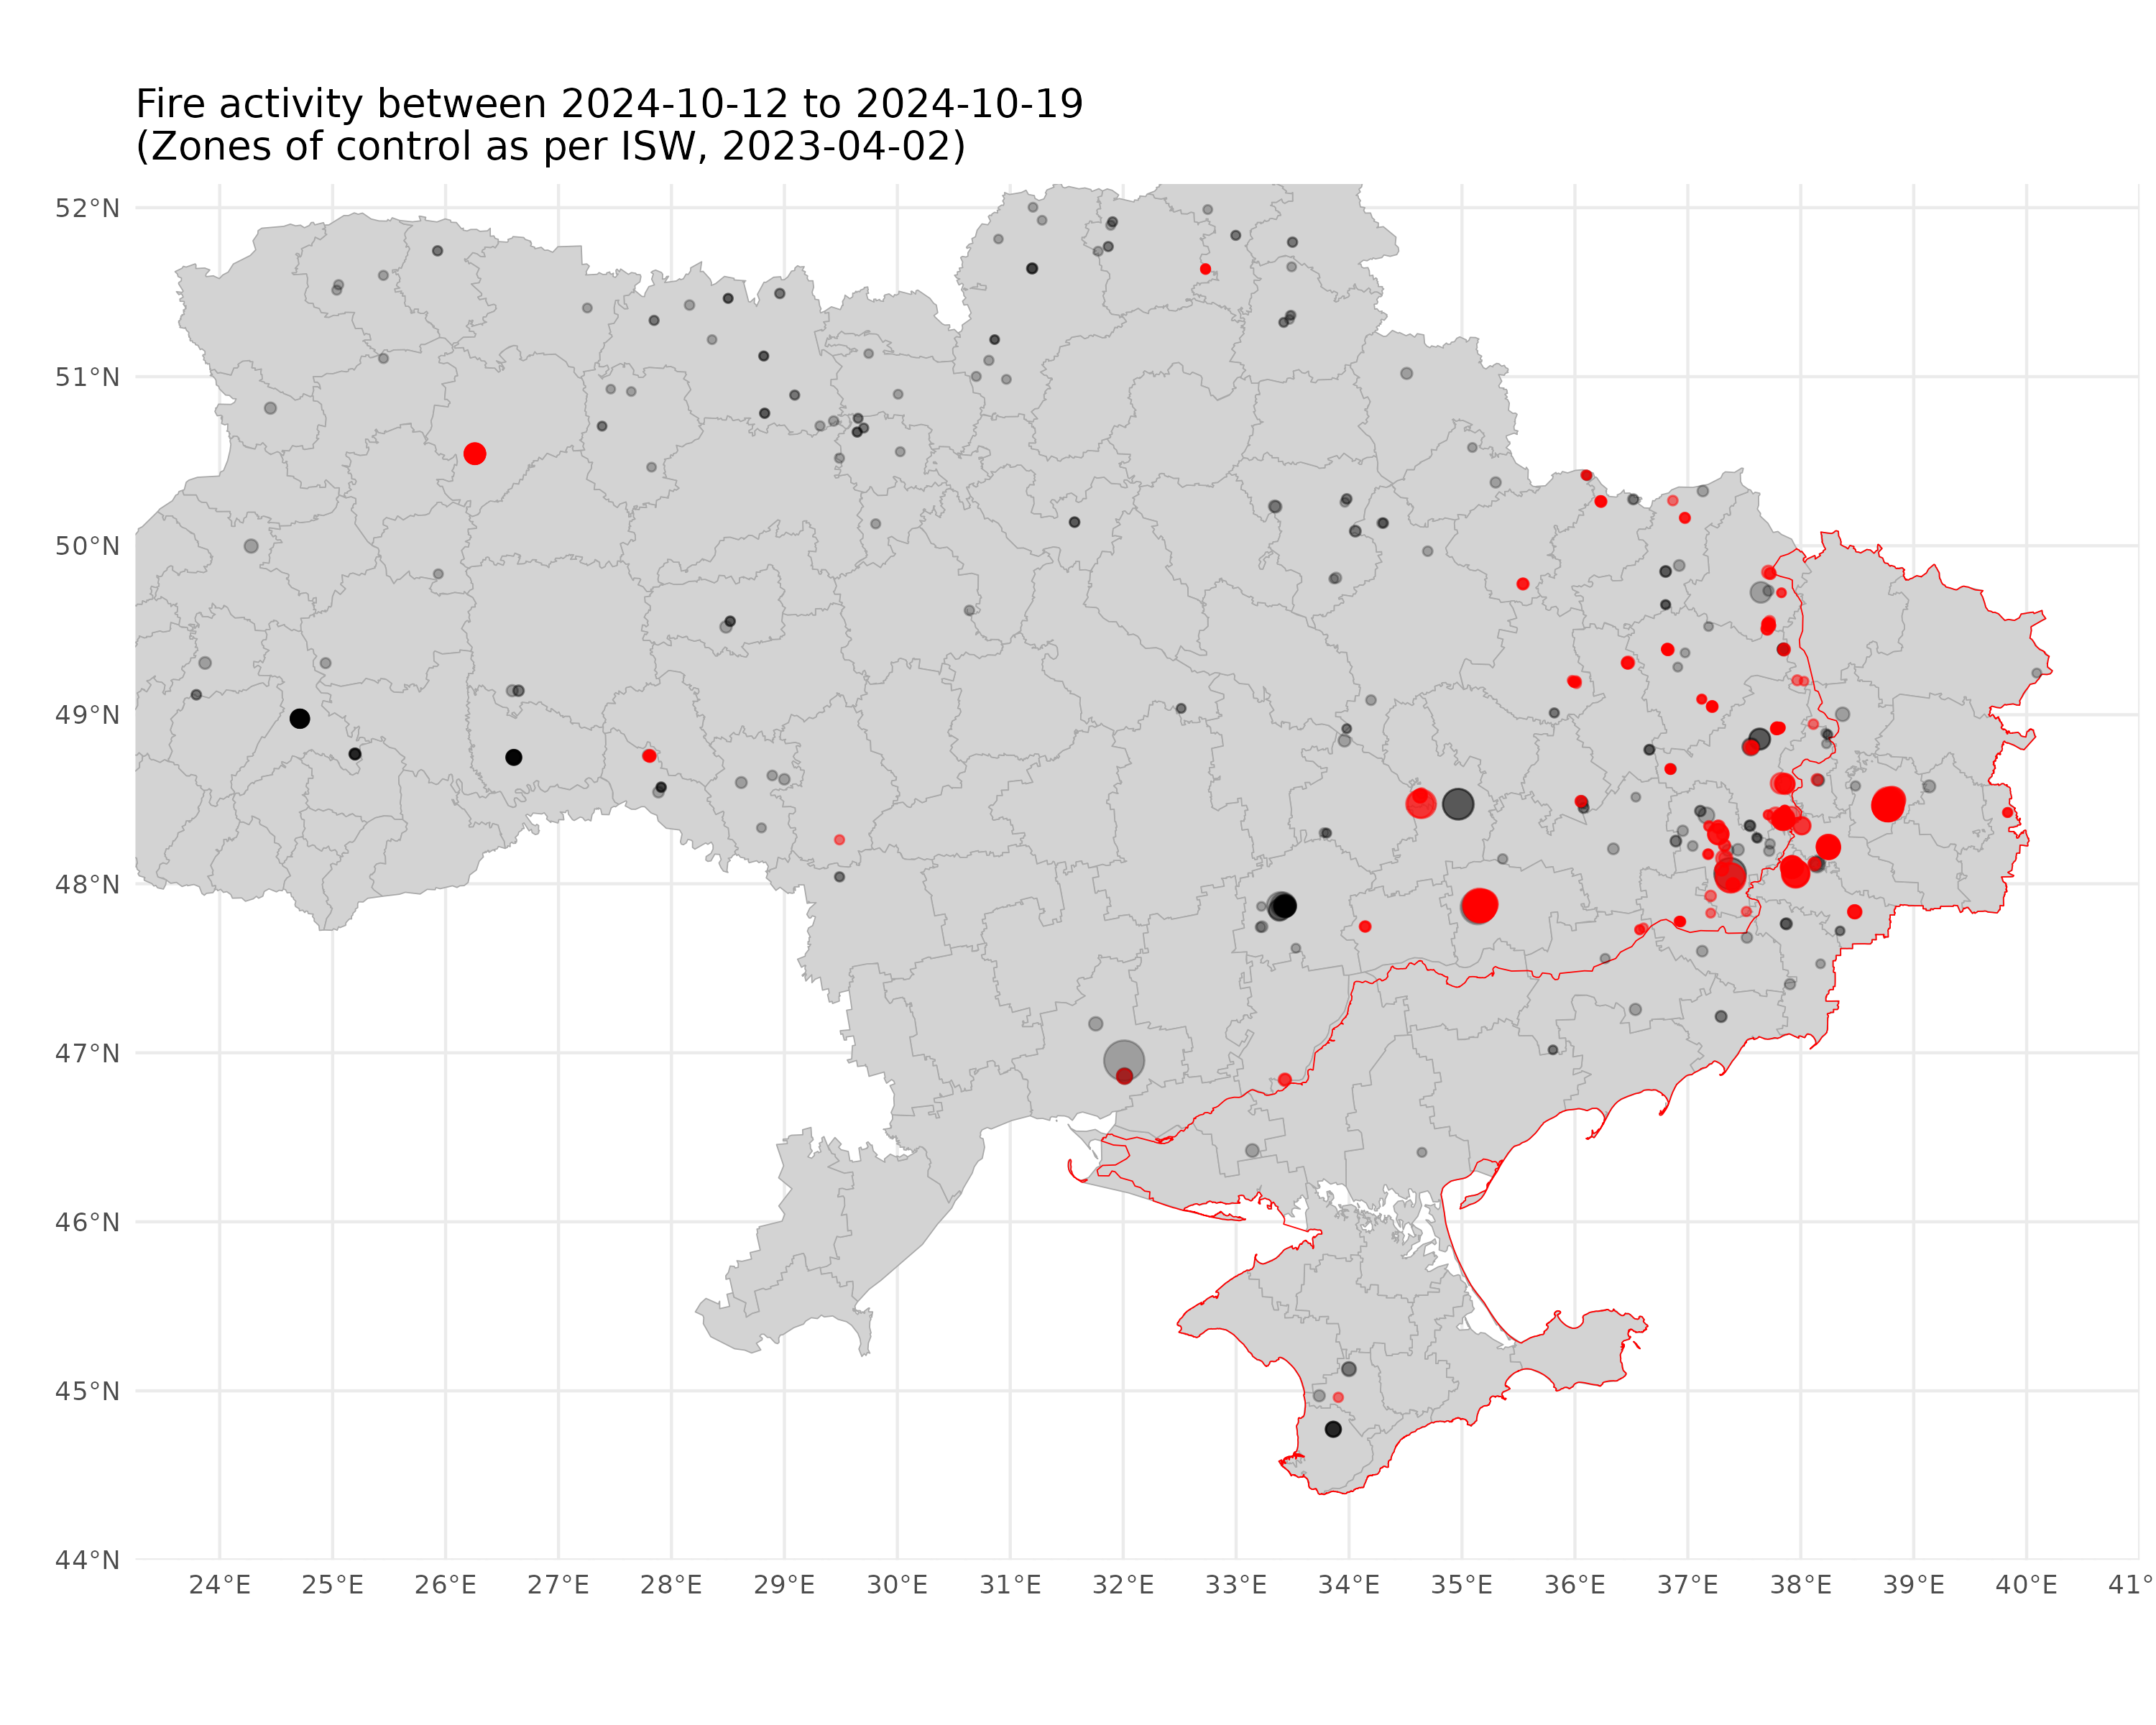 Fire activity between 2024-10-12 to 2024-10-19
(Zones of control as per ISW, 2023-04-02)
52°N
51°N
50°N
49°N
48°N
47°N
46°N
45°N
44°N
24°E 25°E 26°E 27°E 28°E 29°E 30°E 31°E 32°E 33°E 34°E 35°E 36°E 37°E 38°E 39°E 40°E 41°